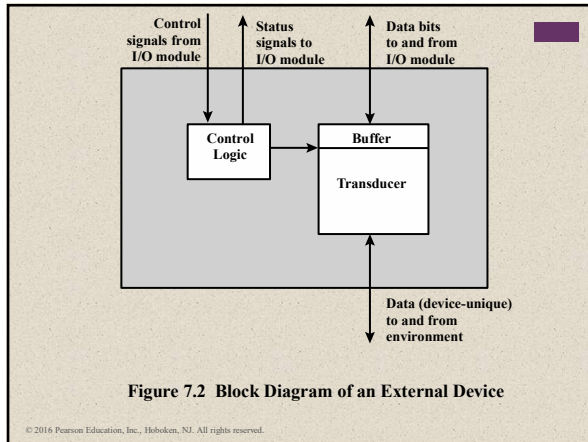 Control
signals from
I/O module
Status
signals to
I/O module
Data bits
to and from
I/O module
Control
Logic
Buffer
Transducer
Data (device-unique)
to and from
environment
Figure 7.2 Block Diagram of an External Device
© 2016 Pearson Education, Inc., Hoboken, NJ. All rights reserved.